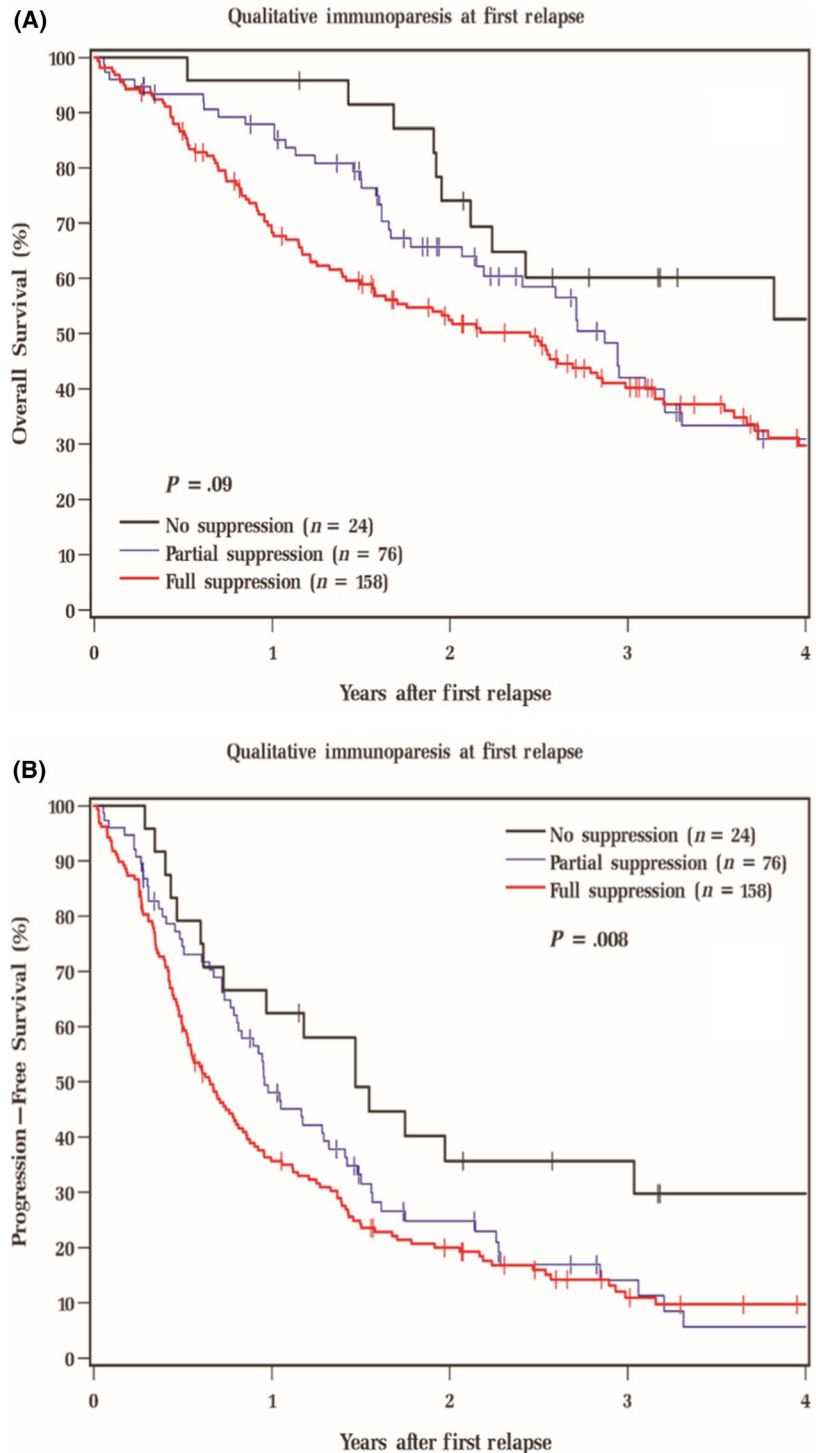 (A)
Qualitative immunoparesis at first relapse
Overall Survival (%)
100
90
80
70
60
50
40
30
20
10
0
P = .09
No suppression (n = 24)
Partial suppression (n = 76)
Full suppression (n = 158)
0 1 2 3 4
Years after first relapse
(B)
Qualitative immunoparesis at first relapse
Progression—Free Survival (%)
100
90
80
70
60
50
40
30
20
10
0
No suppression (n = 24)
Partial suppression (n = 76)
Full suppression (n = 158)
P = .008
0 1 2 3 4
Years after first relapse